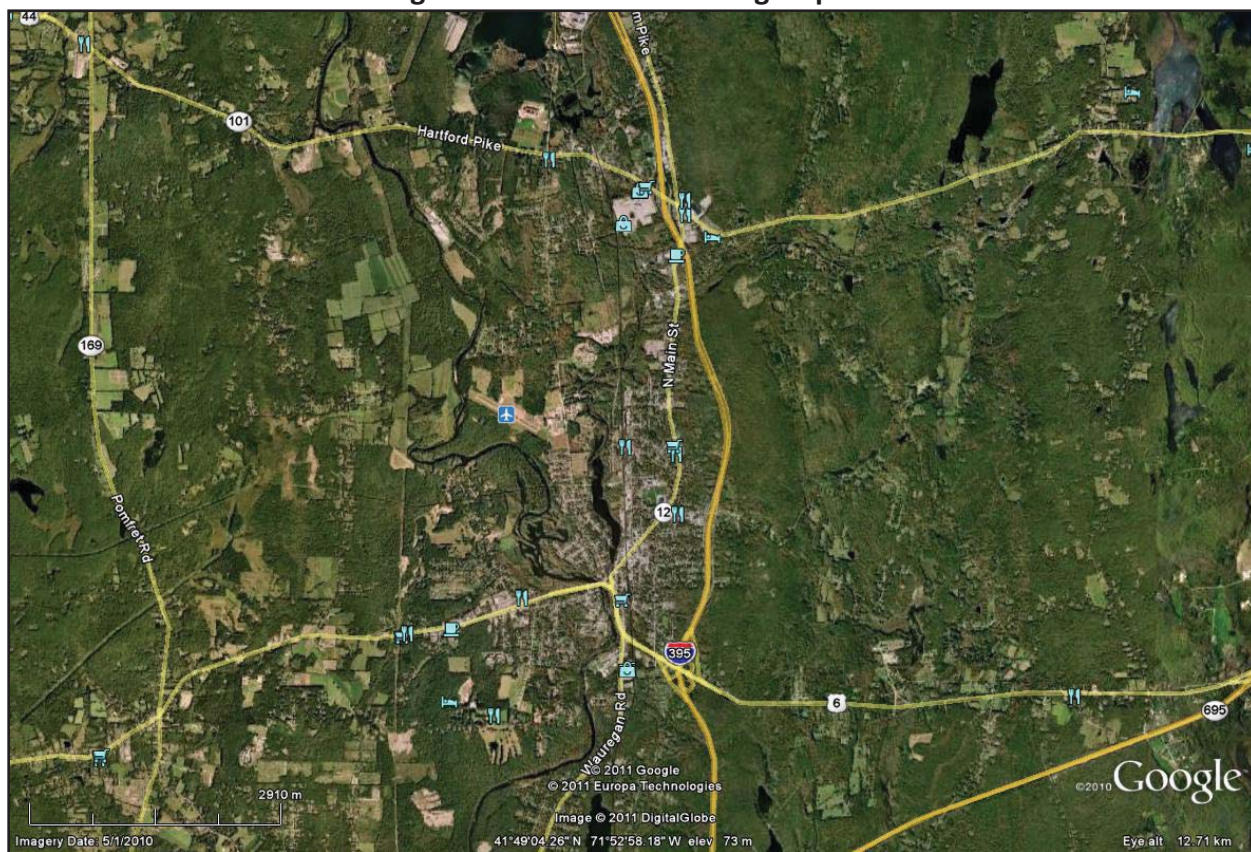 44
m Pike
101
Hartford Pike
169
N Main St
Pomfret Rd
12
395
6
695
Wauregan Rd
© 2011 Google
© 2011 Europa Technologies
Image © 2011 DigitalGlobe
©2010 Google
2910 m
Imagery Date: 5/1/2010
41°49'04.26" N 71°52'58.18" W elev 73 m
Eye alt 12.71 km